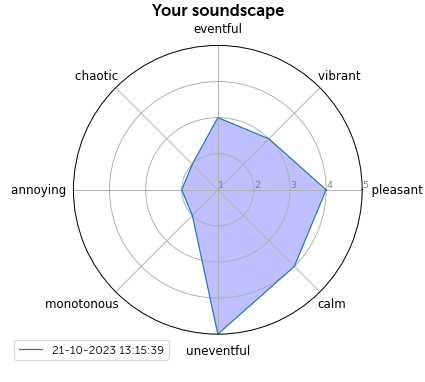 Your soundscape
eventful
chaotic
vibrant
annoying
1 2 3 4 5
pleasant
monotonous
calm
uneventful
21-10-2023 13:15:39